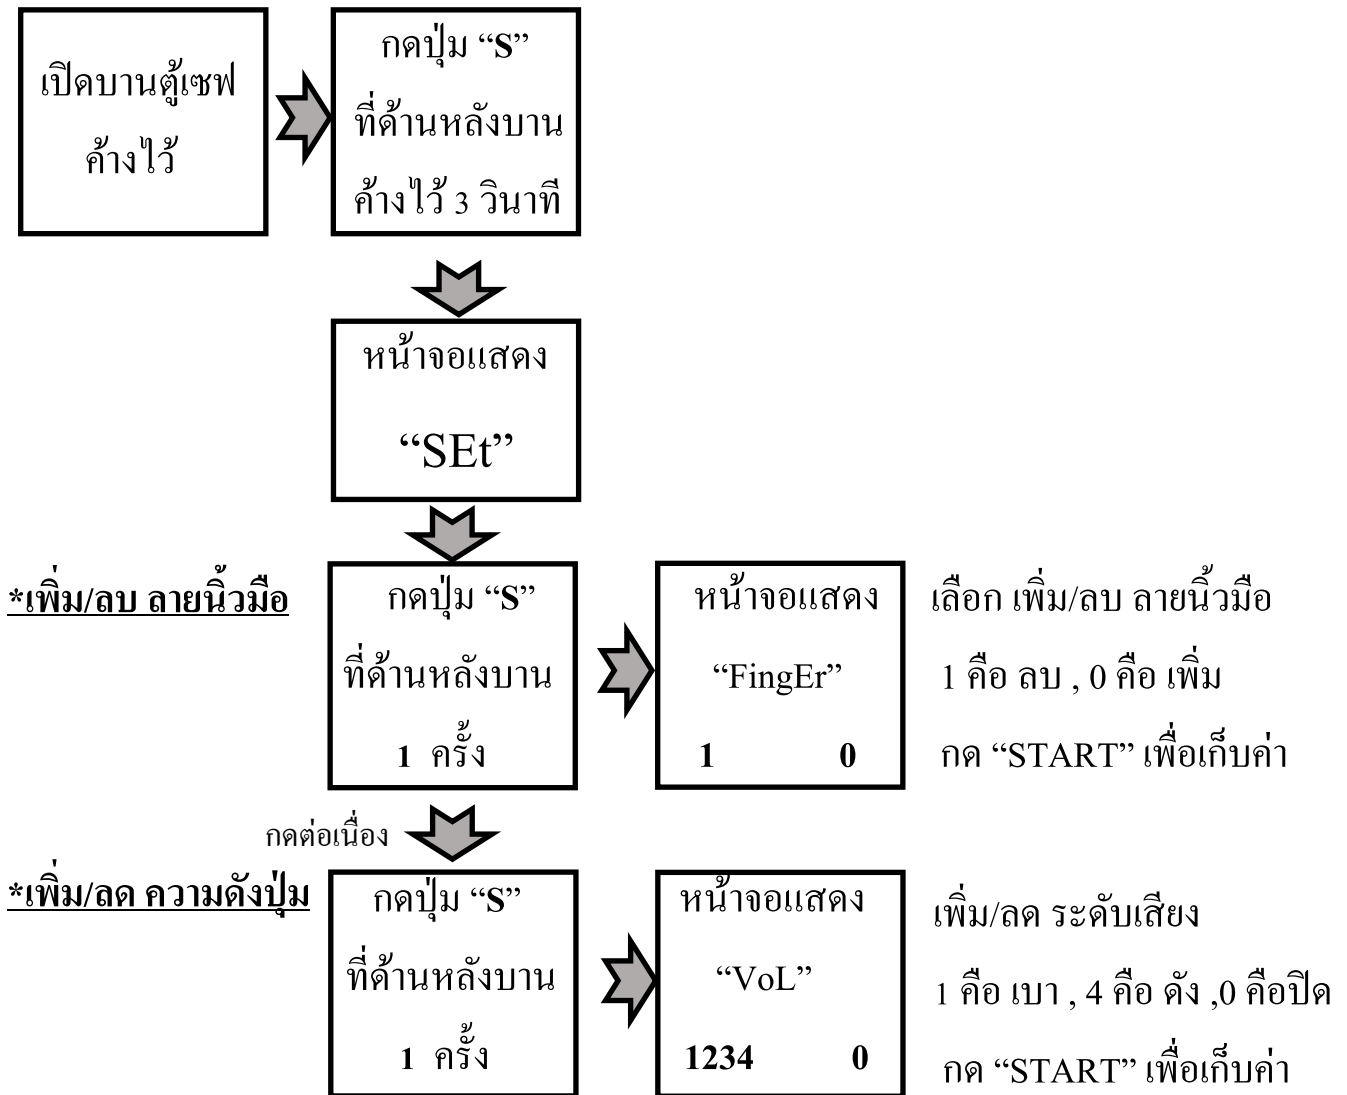 เปิดบานตู้เซฟ
ค้างไว้
กดปุ่ม “S”
ที่ด้านหลังบาน
ค้างไว้ 3 วินาที
หน้าจอแสดง
“SEt”
*เพิ่ม/ลบ ลายนิ้วมือ
กดปุ่ม “S”
ที่ด้านหลังบาน
1 ครั้ง
หน้าจอแสดง
“FingEr”
1 0
เลือก เพิ่ม/ลบ ลายนิ้วมือ
1 คือ ลบ , 0 คือ เพิ่ม
กด “START” เพื่อเก็บค่า
กดต่อเนื่อง
*เพิ่ม/ลด ความดังปุ่ม
กดปุ่ม “S”
ที่ด้านหลังบาน
1 ครั้ง
หน้าจอแสดง
“VoL”
1234 0
เพิ่ม/ลด ระดับเสียง
1 คือ เบา , 4 คือ ดัง ,0 คือปิด
กด “START” เพื่อเก็บค่า